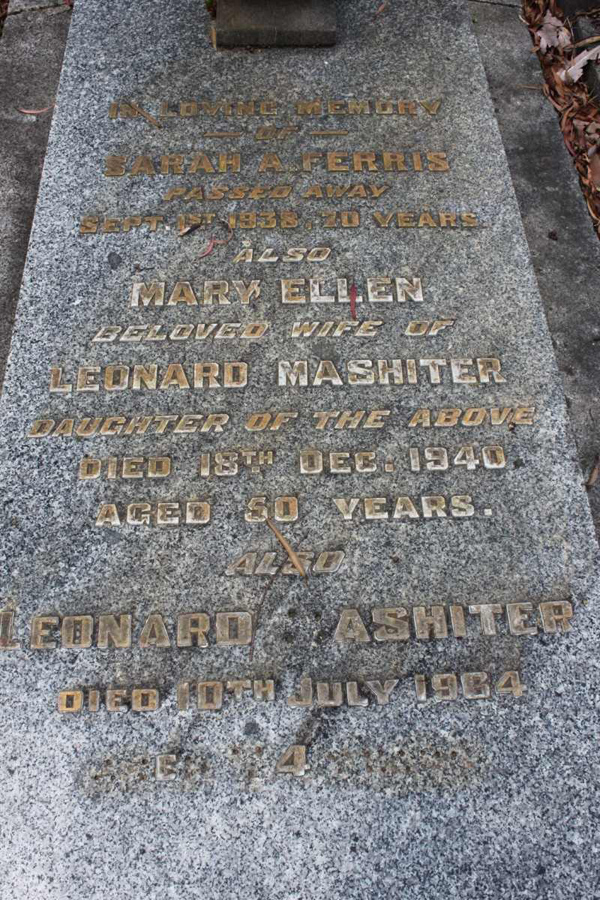 IN LOVING MEMORY
— OF —
SARAH A. FERRIS
PASSED AWAY
SEPT. 1ST 1938, 70 YEARS.
ALSO
MARY ELLEN
BELOVED WIFE OF
LEONARD MASHITER
DAUGHTER OF THE ABOVE
DIED 18TH DEC. 1940
AGED 50 YEARS.
ALSO
LEONARD ASHITER
DIED 10TH JULY 1964